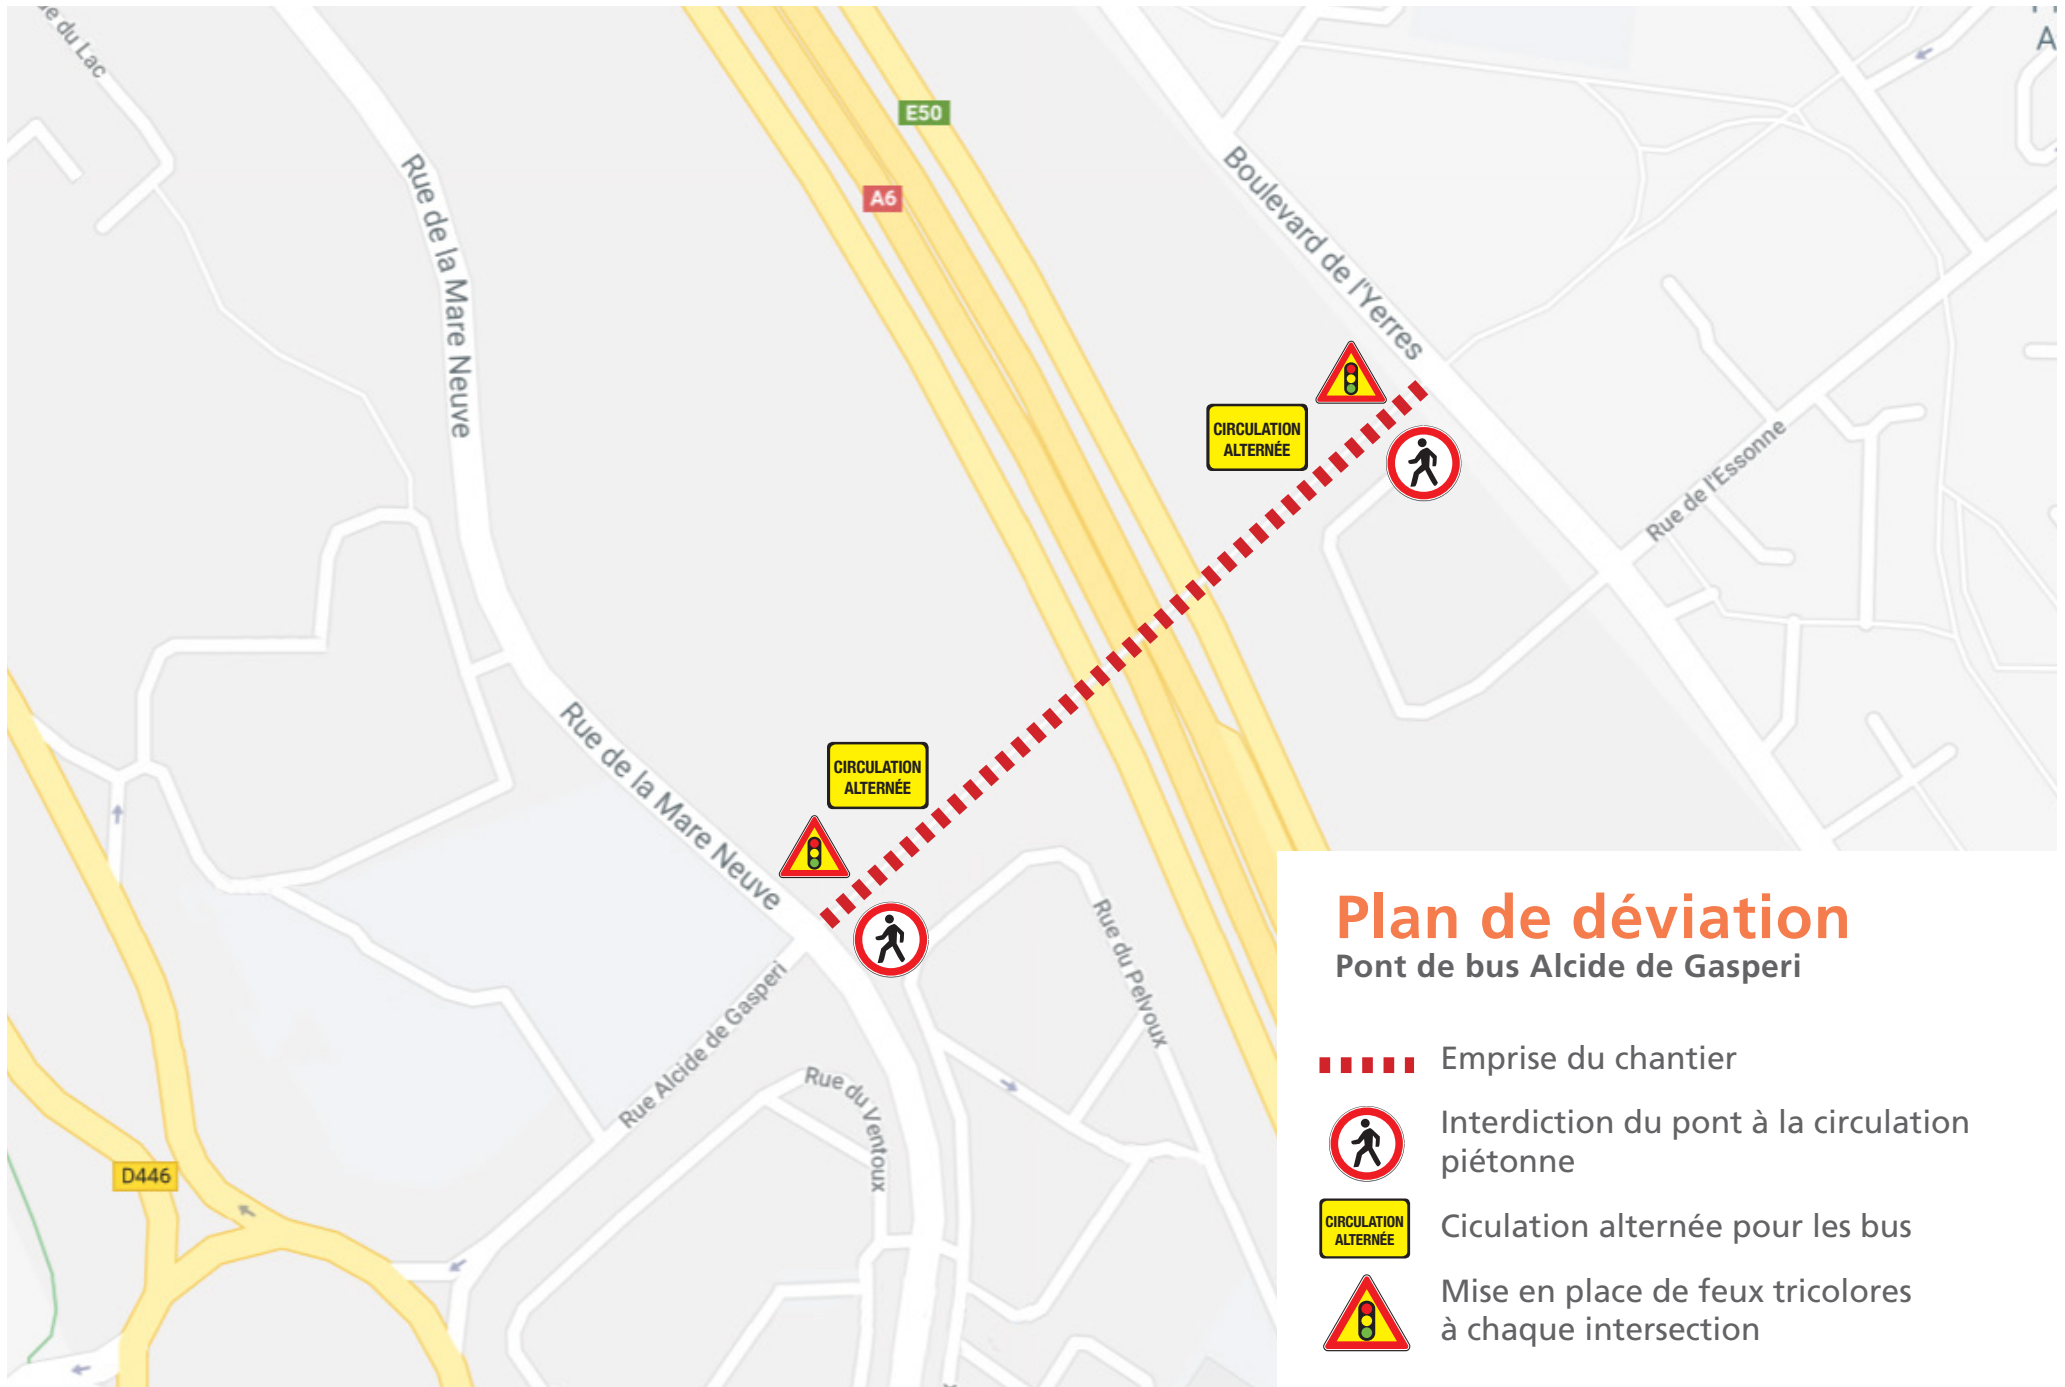 e du Lac
E50
A6
Rue de la Mare Neuve
Boulevard de l'Yerres
A
CIRCULATION
ALTERNÉE
Rue de l'Essonne
Rue de la Mare Neuve
CIRCULATION
ALTERNÉE
Rue du Pelvoux
Rue Alcide de Gasperi
Rue du Ventoux
D446
Plan de déviation
Pont de bus Alcide de Gasperi
Emprise du chantier
Interdiction du pont à la circulation
piétonne
CIRCULATION
ALTERNÉE
Ciculation alternée pour les bus
Mise en place de feux tricolores
à chaque intersection